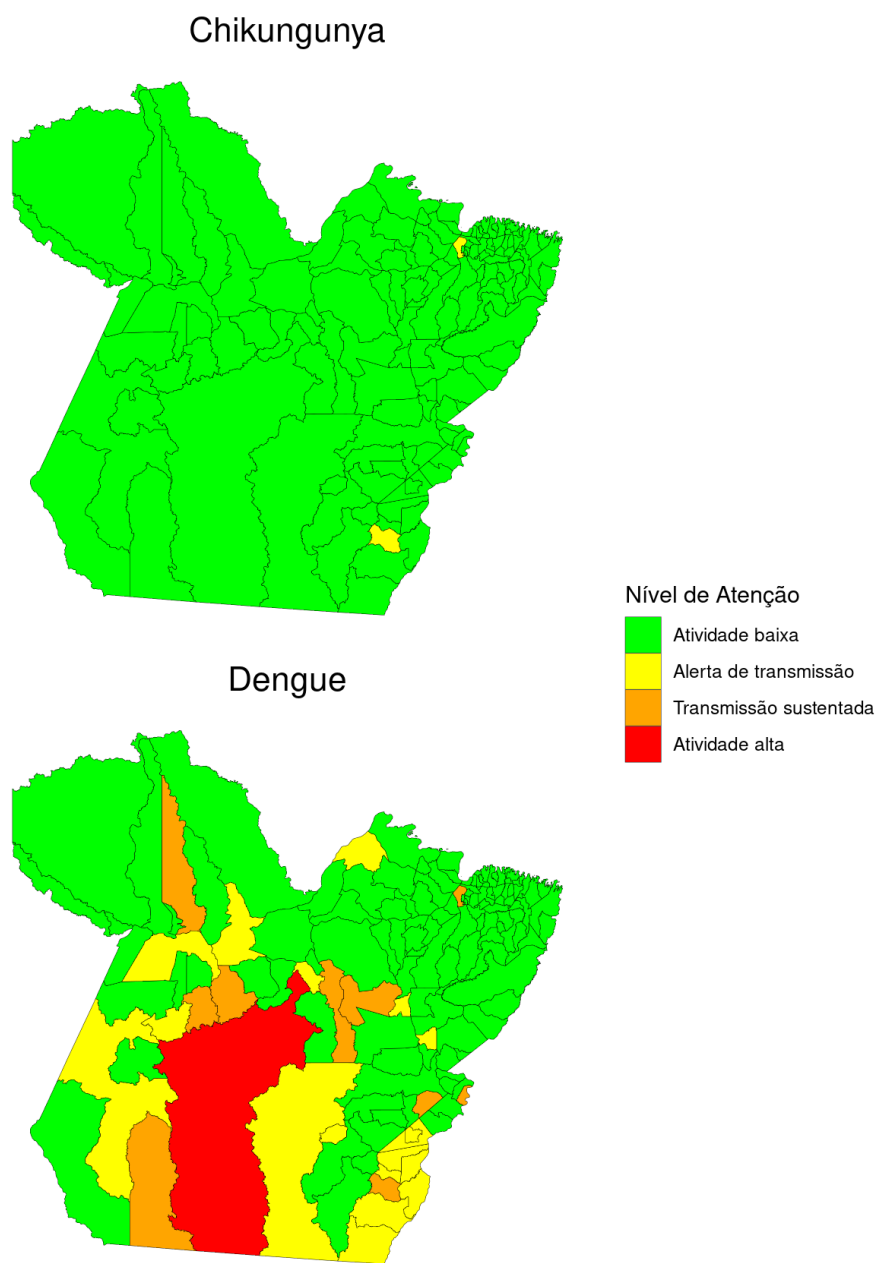 Chikungunya
Nível de Atenção
Atividade baixa
Alerta de transmissão
Transmissão sustentada
Atividade alta
Dengue